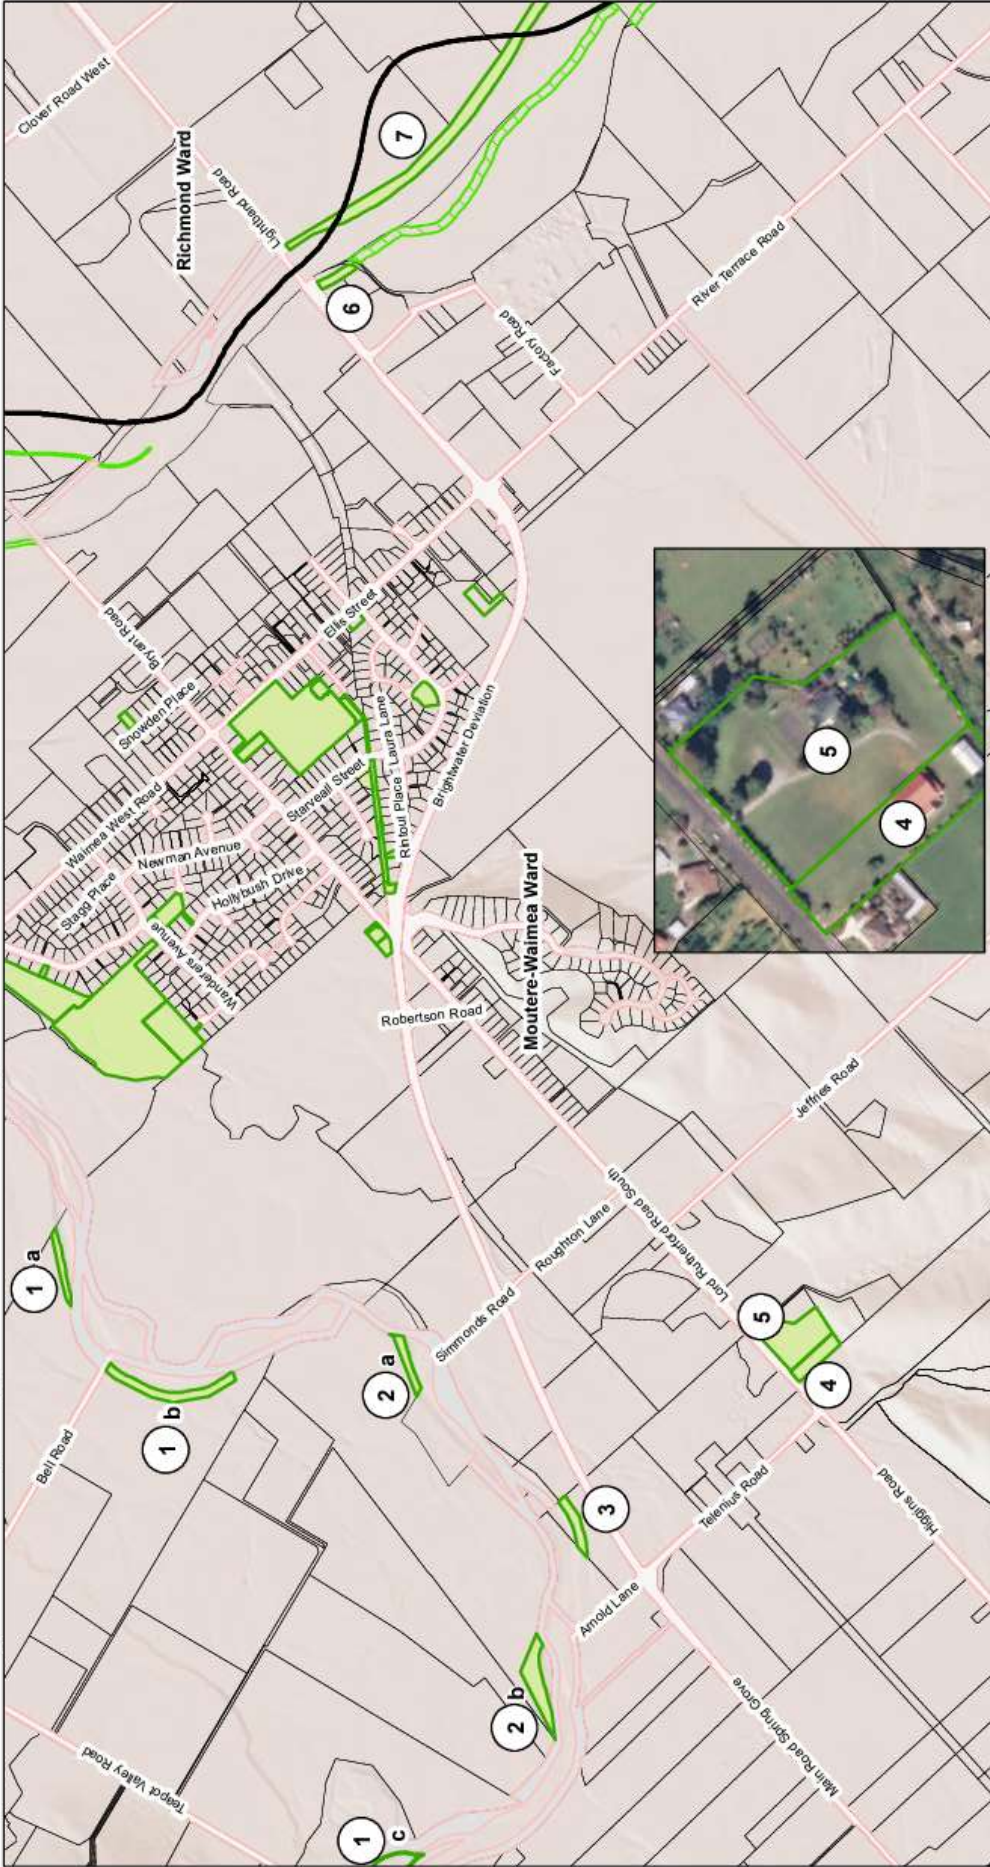 Clover Road West
Richmond Ward
Lightband Road
7
6
River Terrace Road
Factory Road
Bryant Road
Snowden Place
Ellis Street
Waimea West Road
Stagg Place
Newman Avenue
Starveall Street
Hollybush Drive
Wanderers Avenue
Rintoul Place
Laura Lane
Brightwater Deviation
Robertson Road
Moutere-Waimea Ward
Jeffries Road
Lord Rutherford Road South
Roughton Lane
Simmonds Road
1 a
Bell Road
1 b
2 a
5
4
3
Telenius Road
Higgins Road
Arnold Lane
2 b
Main Road Spring Grove
Teapot Valley Road
1 c
5
4